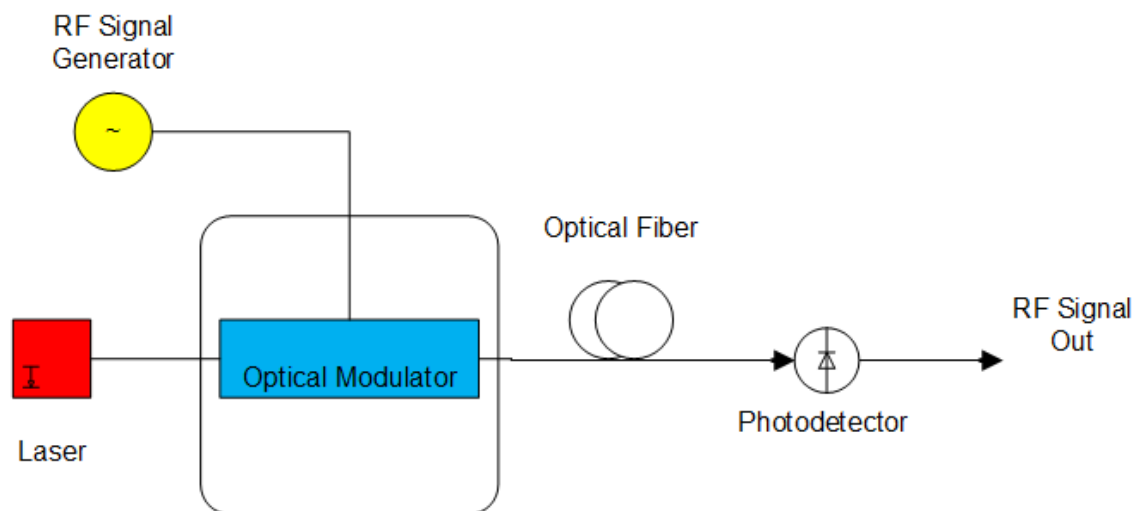 RF Signal
Generator
~
Optical Fiber
RF Signal
Out
Optical Modulator
Photodetector
Laser